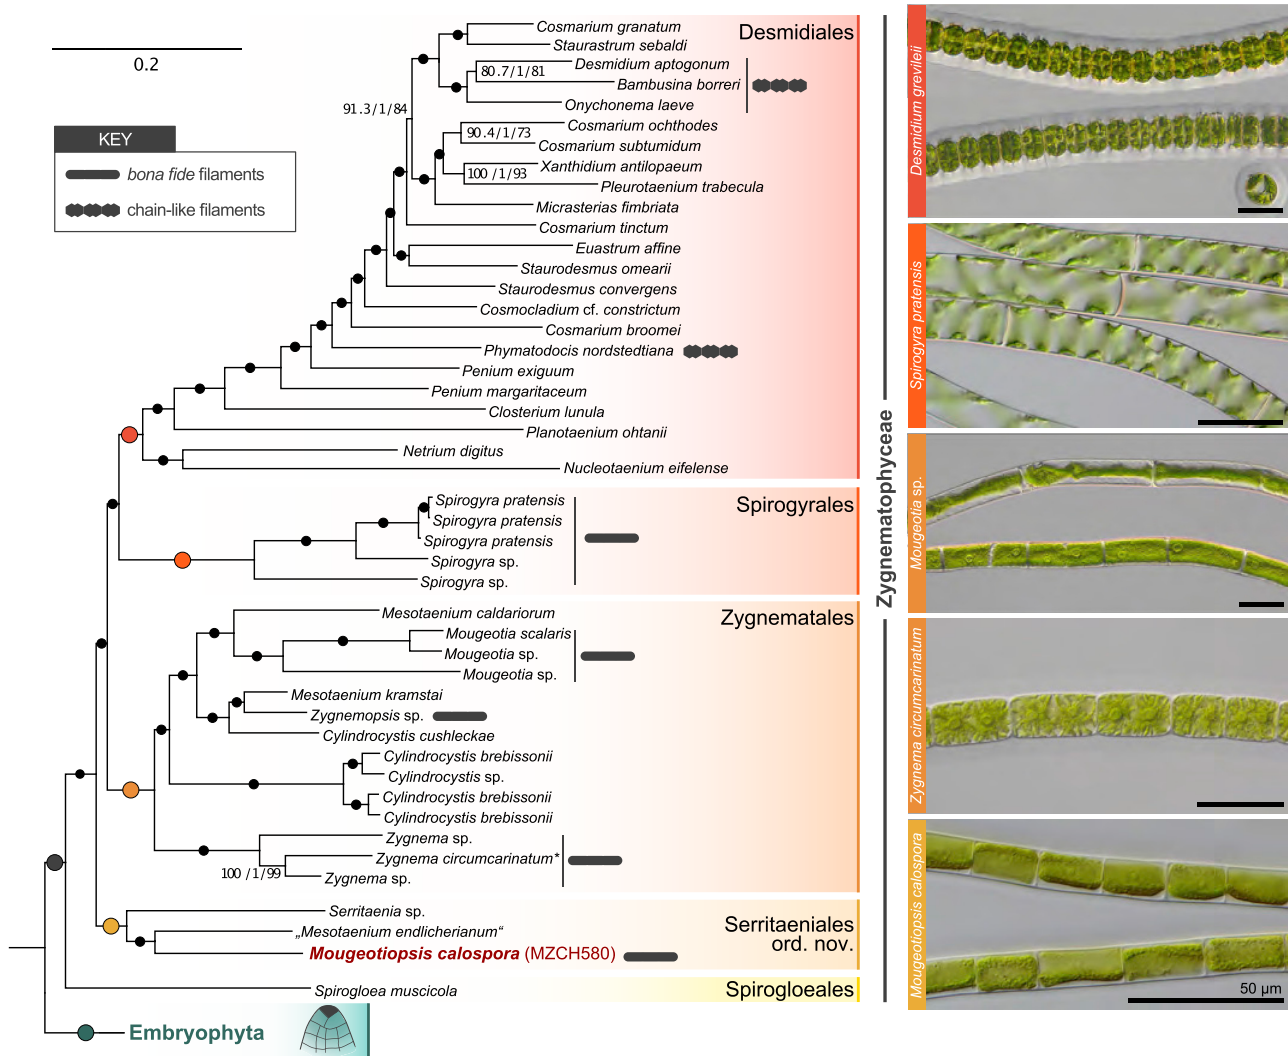 0.2
KEY
bona fide filaments
chain-like filaments
Desmidiales
Cosmarium granatum
Staurastrum sebaldi
Desmidium aptogonum
80.7/1/81
Bambusina borreri
Onychonema laeve
91.3/1/84
Cosmarium ochthodes
90.4/1/73
Cosmarium subtumidum
Xanthidium antilopaeum
100/1/93
Pleurotaenium trabecula
Micrasterias fimbriata
Cosmarium tinctum
Euastrum affine
Staurodesmus omearii
Staurodesmus convergens
Cosmocladium cf. constrictum
Cosmarium broomei
Phymatodocis nordstedtiana
Penium exiguum
Penium margaritaceum
Closterium lunula
Planotaenium ohtanii
Netrium digitus
Nucleotaenium eifelense
Spirogyrales
Spirogyra pratensis
Spirogyra pratensis
Spirogyra pratensis
Spirogyra sp.
Spirogyra sp.
Zygnematales
Mesotaenium caldariorum
Mougeotia scalaris
Mougeotia sp.
Mougeotia sp.
Mesotaenium kramstai
Zygnemopsis sp.
Cylindrocystis cushleckae
Cylindrocystis brebissonii
Cylindrocystis sp.
Cylindrocystis brebissonii
Cylindrocystis brebissonii
Zygnema sp.
Zygnema circumcarinatum*
100/1/99
Zygnema sp.
Serritaenia sp.
Serritaeniales
ord. nov.
„Mesotaenium endlicherianum“
Mougeotiopsis calospora (MZCH580)
Spirogloea muscicola
Spirogloeales
Embryophyta
Zygnematophyceae
Desmidium grevileii
Spirogyra pratensis
Mougeotia sp.
Zygnema circumcarinatum
Mougeotiopsis calospora
50 µm